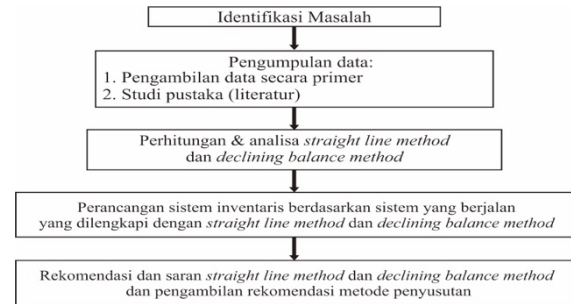 Identifikasi Masalah
Pengumpulan data:
1. Pengambilan data secara primer
2. Studi pustaka (literatur)
Perhitungan & analisa straight line method
dan declining balance method
Perancangan sistem inventaris berdasarkan sistem yang berjalan
yang dilengkapi dengan straight line method dan declining balance method
Rekomendasi dan saran straight line method dan declining balance method
dan pengambilan rekomendasi metode penyusutan